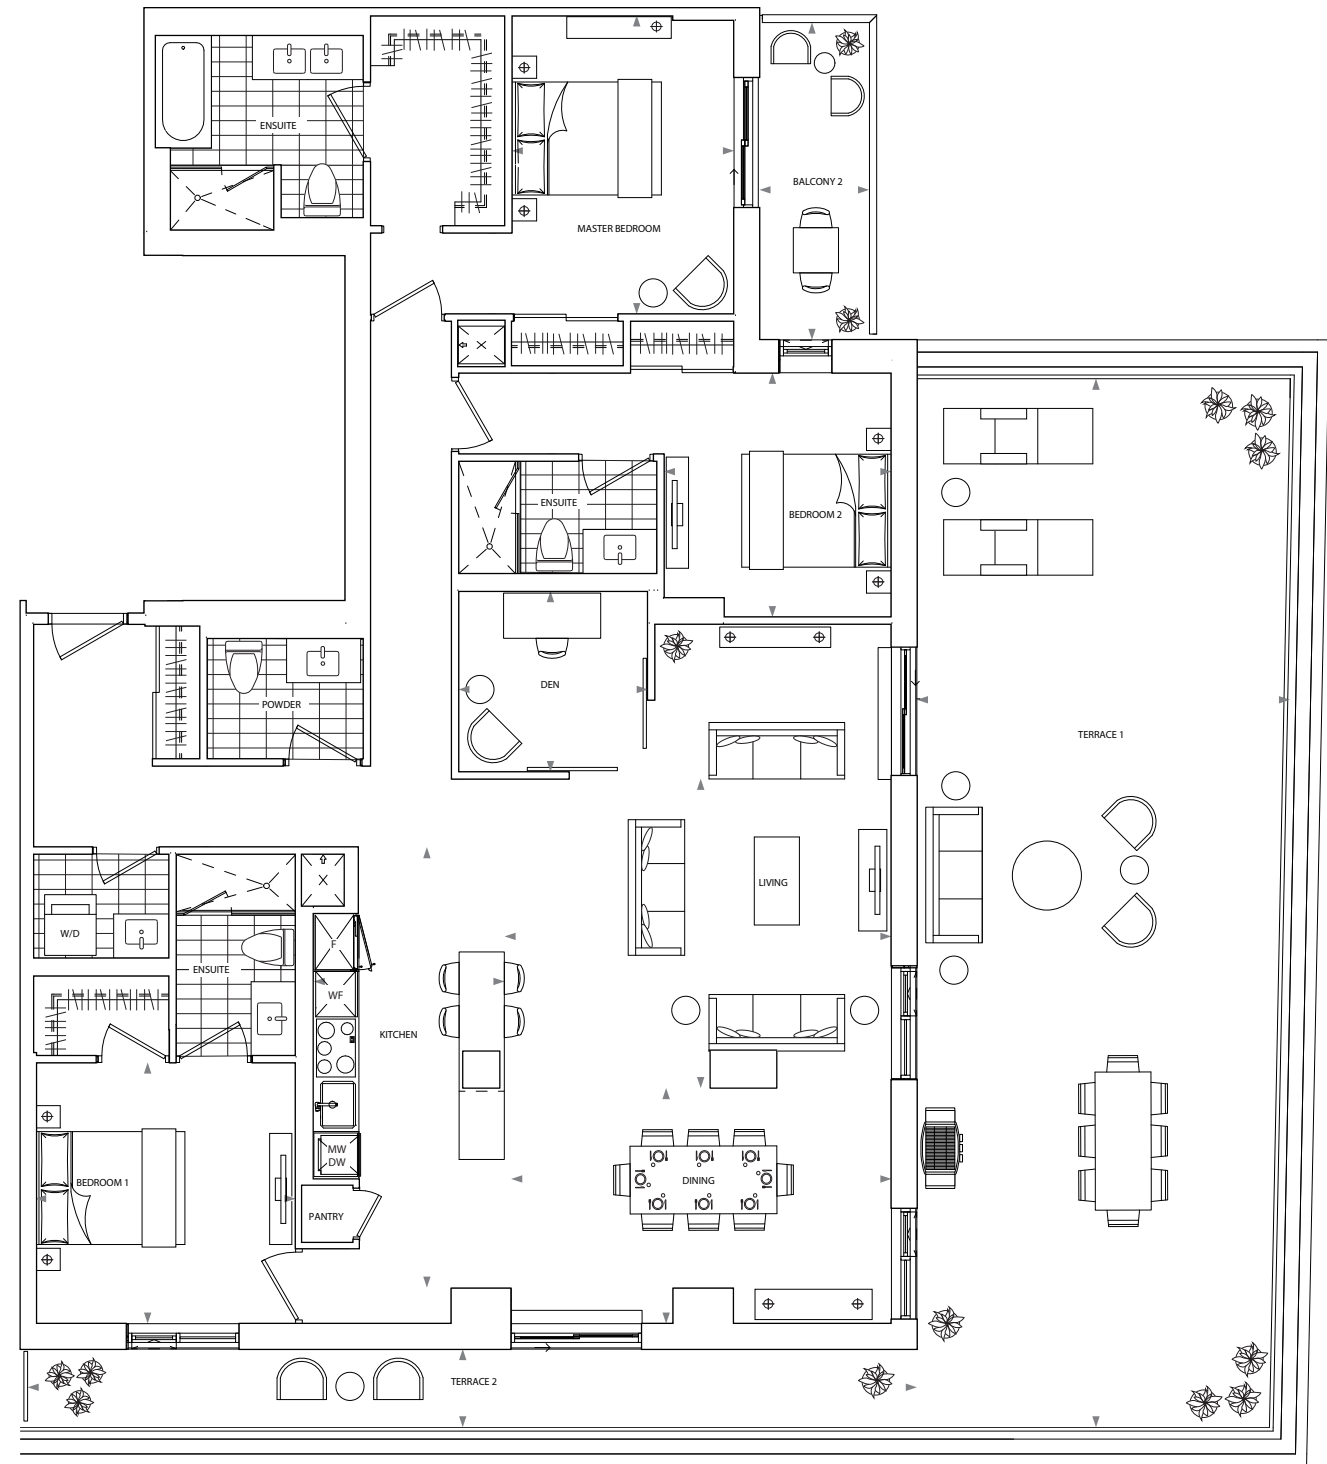 ENSUITE
BALCONY 2
MASTER BEDROOM
ENSUITE
BEDROOM 2
DEN
POWDER
TERRACE 1
LIVING
W/D
F
ENSUITE
WF
KITCHEN
MW
DW
BEDROOM 1
DINING
PANTRY
TERRACE 2